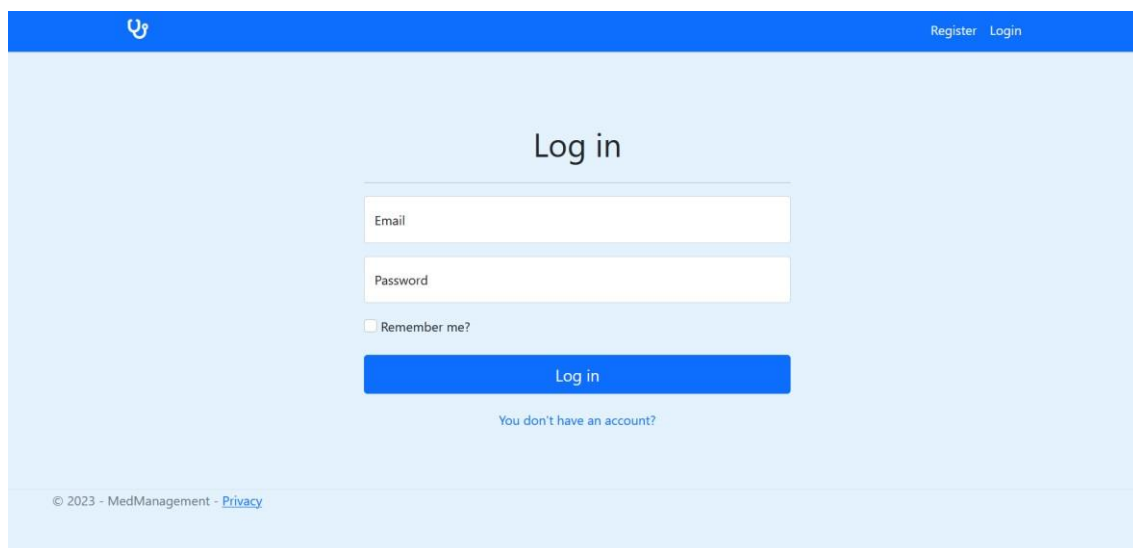 Register Login
Log in
Email
Password
Remember me?
Log in
You don't have an account?
© 2023 - MedManagement - Privacy